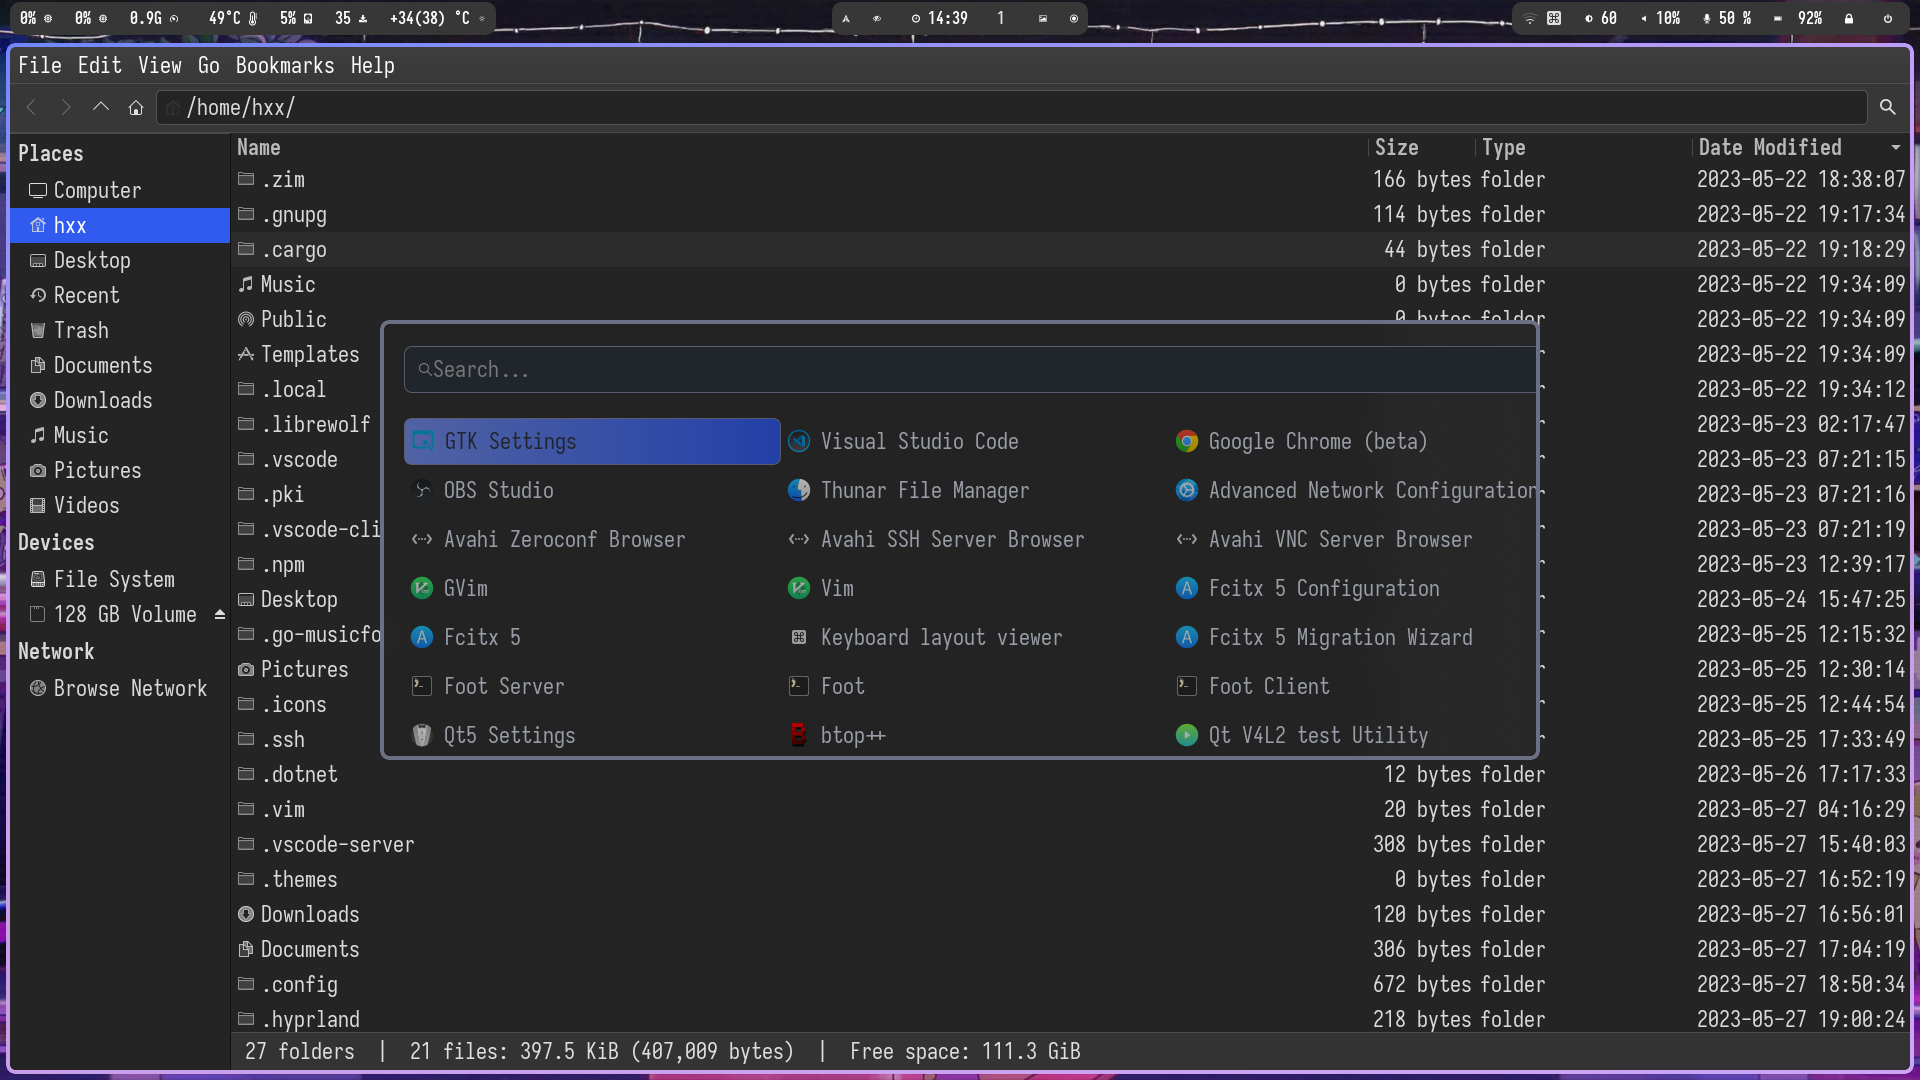 0% 0% 0.9G 49°C 5% 35 +34(38) °C 14:39 1 60 10% 50 % 92%
File Edit View Go Bookmarks Help
/home/hxx/
Places
Computer
hxx
Desktop
Recent
Trash
Documents
Downloads
Music
Pictures
Videos
Devices
File System
128 GB Volume
Network
Browse Network
Name Size Type Date Modified
.zim 166 bytes folder 2023-05-22 18:38:07
.gnupg 114 bytes folder 2023-05-22 19:17:34
.cargo 44 bytes folder 2023-05-22 19:18:29
Music 0 bytes folder 2023-05-22 19:34:09
Public 0 bytes folder 2023-05-22 19:34:09
Templates 2023-05-22 19:34:09
.local 2023-05-22 19:34:12
.librewolf 2023-05-23 02:17:47
.vscode 2023-05-23 07:21:15
.pki 2023-05-23 07:21:16
.vscode-cli 2023-05-23 07:21:19
.npm 2023-05-23 12:39:17
Desktop 2023-05-24 15:47:25
.go-musicfo 2023-05-25 12:15:32
Pictures 2023-05-25 12:30:14
.icons 2023-05-25 12:44:54
.ssh 2023-05-25 17:33:49
.dotnet 12 bytes folder 2023-05-26 17:17:33
.vim 20 bytes folder 2023-05-27 04:16:29
.vscode-server 308 bytes folder 2023-05-27 15:40:03
.themes 0 bytes folder 2023-05-27 16:52:19
Downloads 120 bytes folder 2023-05-27 16:56:01
Documents 306 bytes folder 2023-05-27 17:04:19
.config 672 bytes folder 2023-05-27 18:50:34
.hyprland 218 bytes folder 2023-05-27 19:00:24
Search...
GTK Settings Visual Studio Code Google Chrome (beta)
OBS Studio Thunar File Manager Advanced Network Configuration
Avahi Zeroconf Browser Avahi SSH Server Browser Avahi VNC Server Browser
GVim Vim Fcitx 5 Configuration
Fcitx 5 Keyboard layout viewer Fcitx 5 Migration Wizard
Foot Server Foot Foot Client
Qt5 Settings btop++ Qt V4L2 test Utility
27 folders | 21 files: 397.5 KiB (407,009 bytes) | Free space: 111.3 GiB